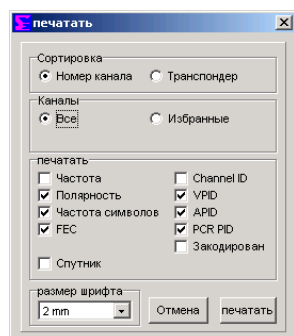 печатать
Сортировка
Номер канала Транспондер
Каналы
Все Избранные
печатать
Частота Channel ID
Полярность VPID
Частота символов APID
FEC PCR PID
Закодирован
Спутник
размер шрифта
2 mm Отмена печатать